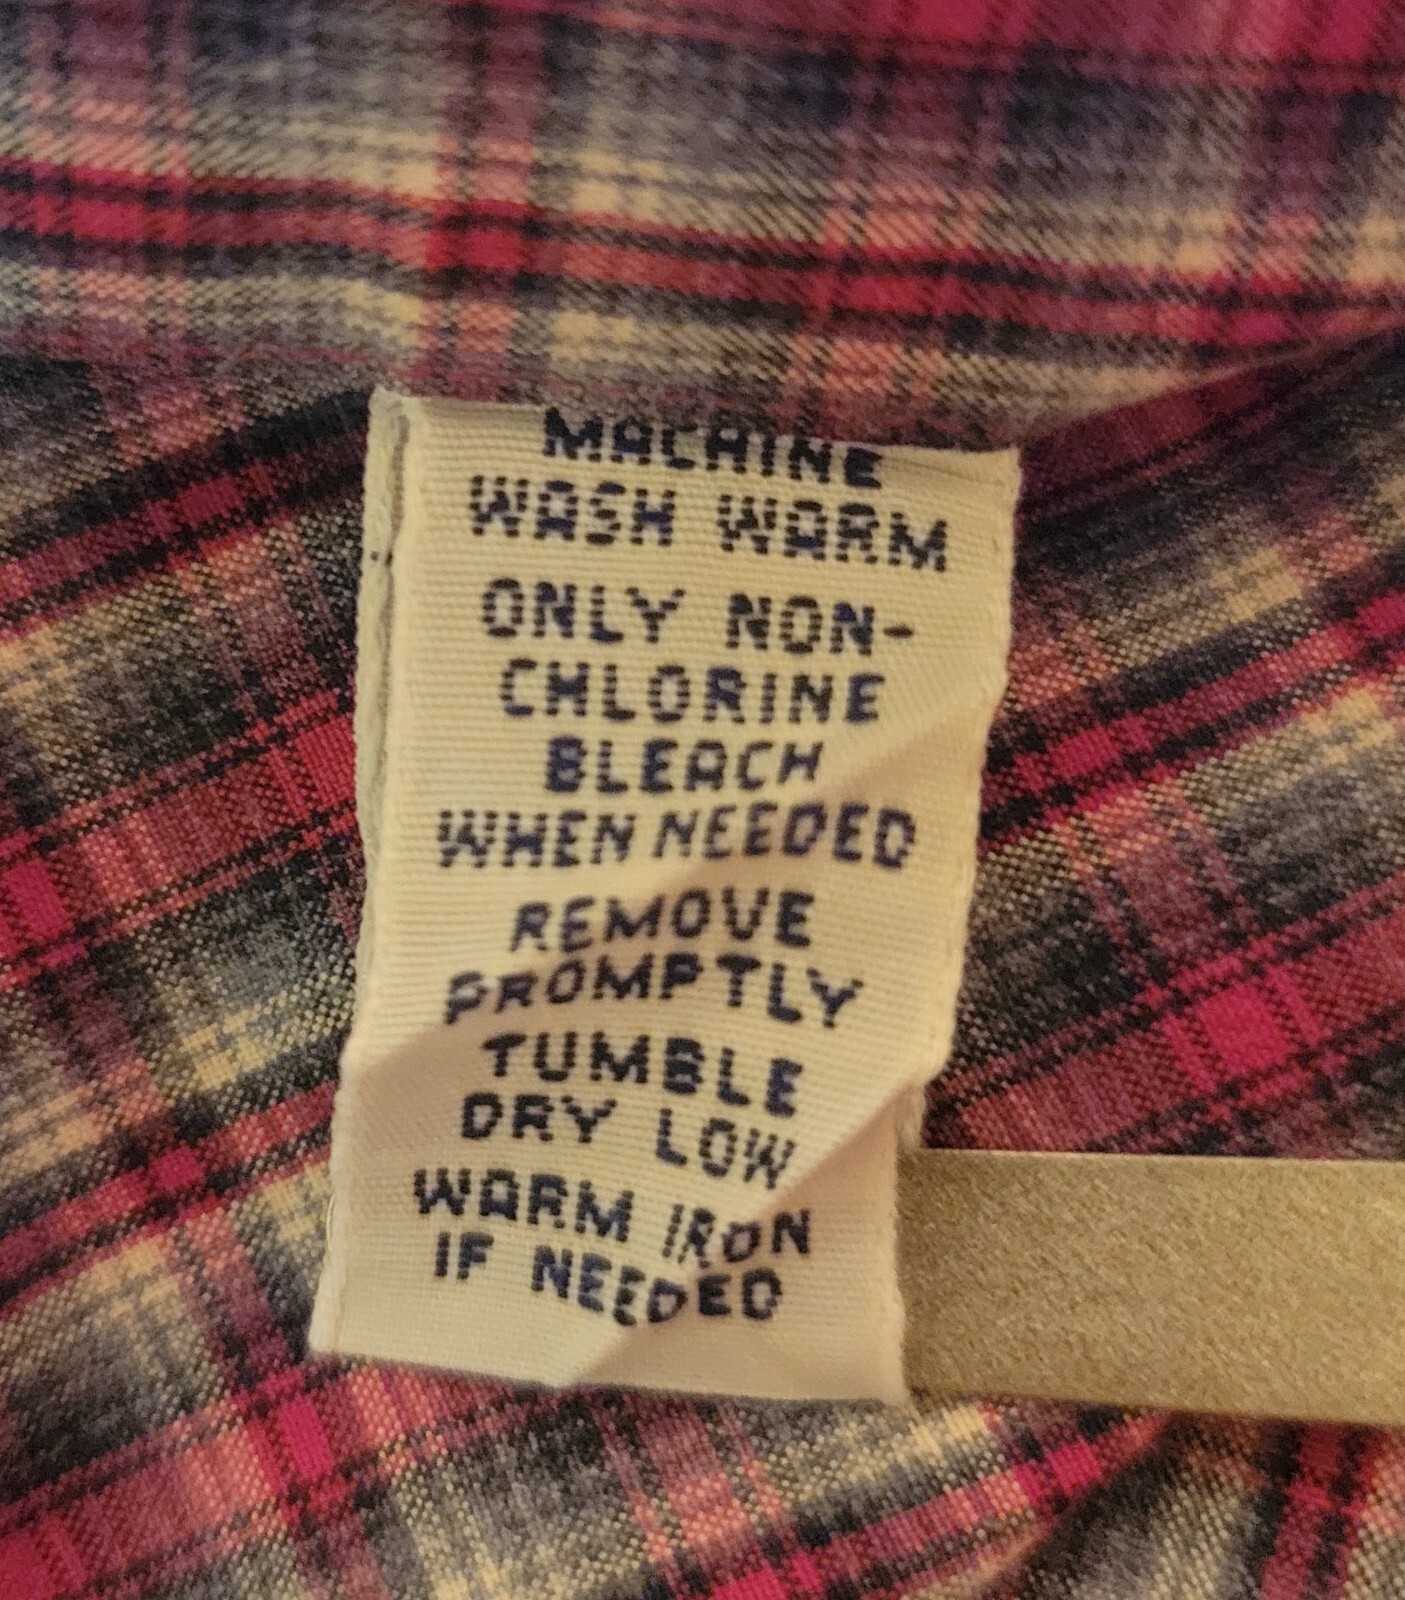 MACHINE
WASH WARM
ONLY NON-
CHLORINE
BLEACH
WHEN NEEDED
REMOVE
PROMPTLY
TUMBLE
DRY LOW
WARM IRON
IF NEEDED